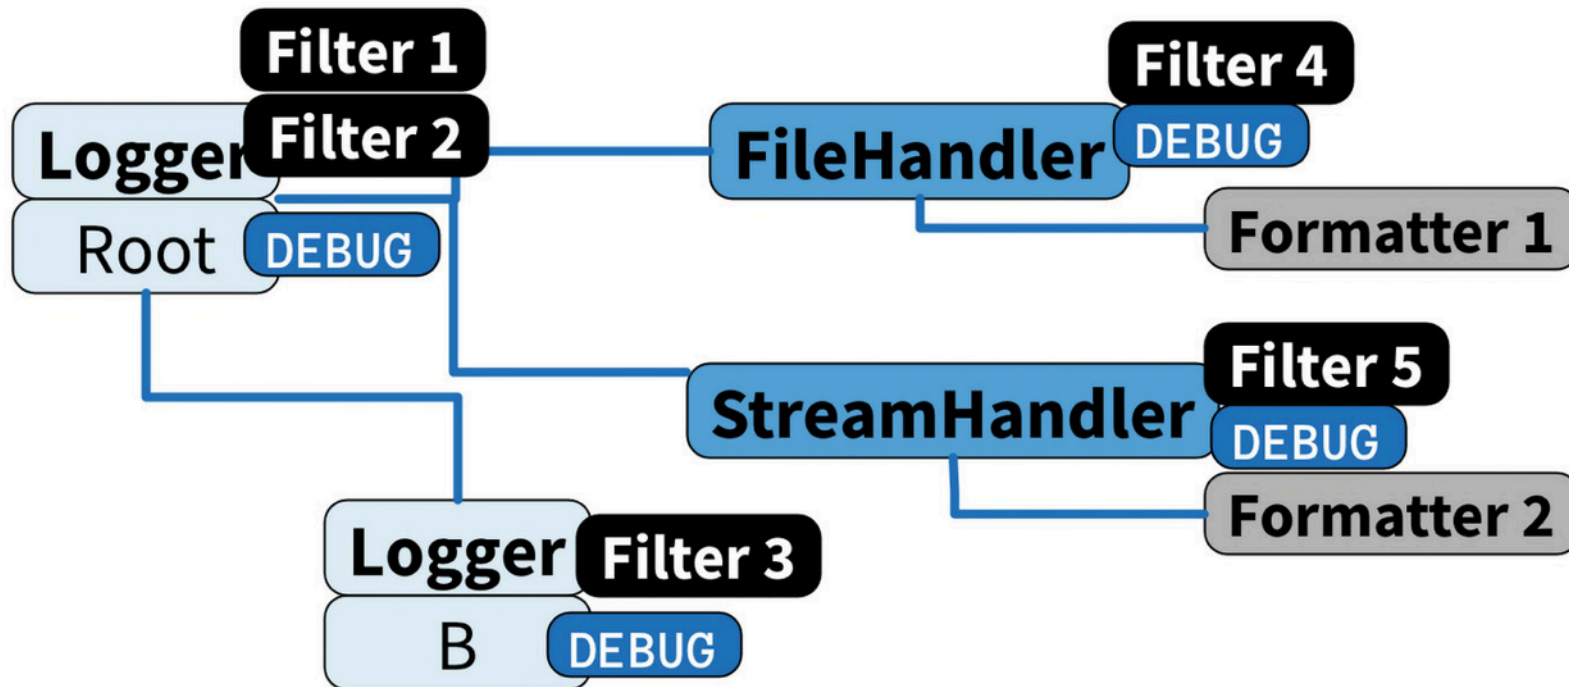 Filter 1
Filter 2
Logger
Root
DEBUG
FileHandler
Filter 4
DEBUG
Formatter 1
StreamHandler
Filter 5
DEBUG
Formatter 2
Logger
Filter 3
B
DEBUG